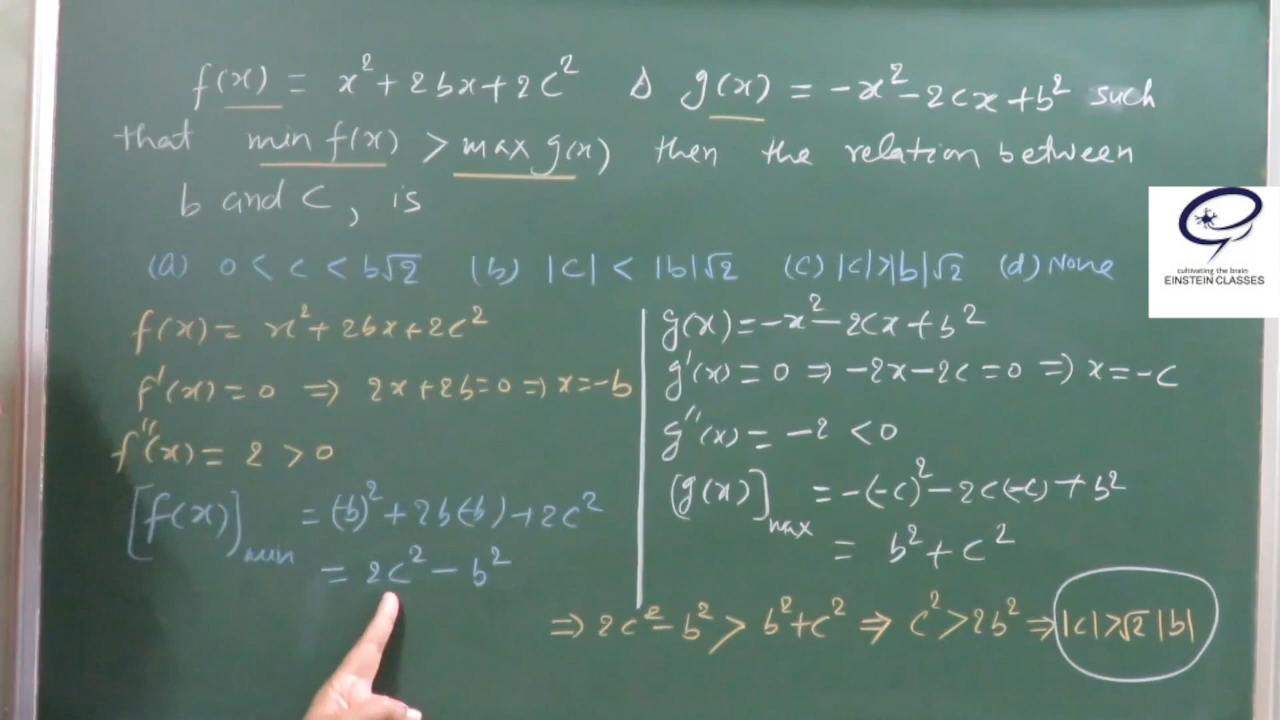 f(x) = x² + 2bx + 2c² & g(x) = -x² - 2cx + b² such
that min f(x) > max g(x) then the relation between
b and c, is
(a) 0 < c < b√2 (b) |c| < |b|√2 (c) |c|>|b|√2 (d) None
cultivating the brain
EINSTEIN CLASSES
f(x) = x² + 2bx + 2c²
f'(x) = 0 ⇒ 2x + 2b = 0 ⇒ x = -b
f''(x) = 2 > 0
[f(x)]min = (-b)² + 2b(-b) + 2c²
= 2c² - b²
g(x) = -x² - 2cx + b²
g'(x) = 0 ⇒ -2x - 2c = 0 ⇒ x = -c
g''(x) = -2 < 0
[g(x)]max = -(-c)² - 2c(-c) + b²
= b² + c²
⇒ 2c² - b² > b² + c² ⇒ c² > 2b² ⇒ |c| > √2 |b|